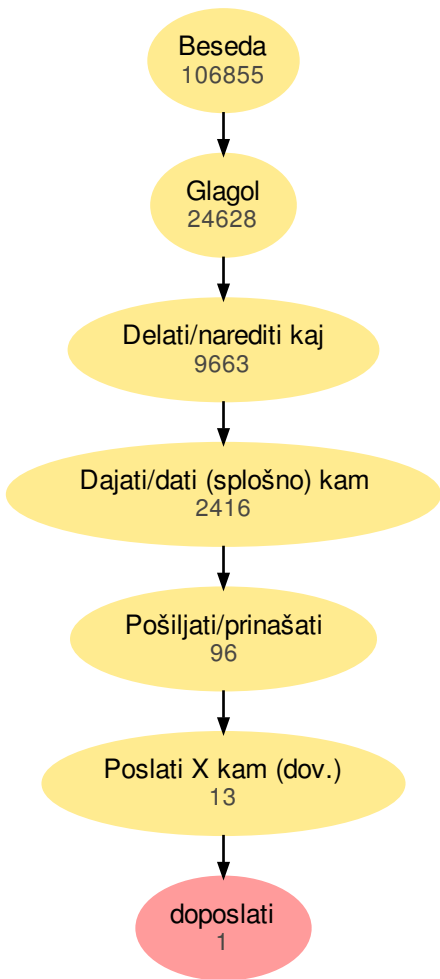 Beseda
106855
Glagol
24628
Delati/narediti kaj
9663
Dajati/dati (splošno) kam
2416
Pošiljati/prinašati
96
Poslati X kam (dov.)
13
doposlati
1